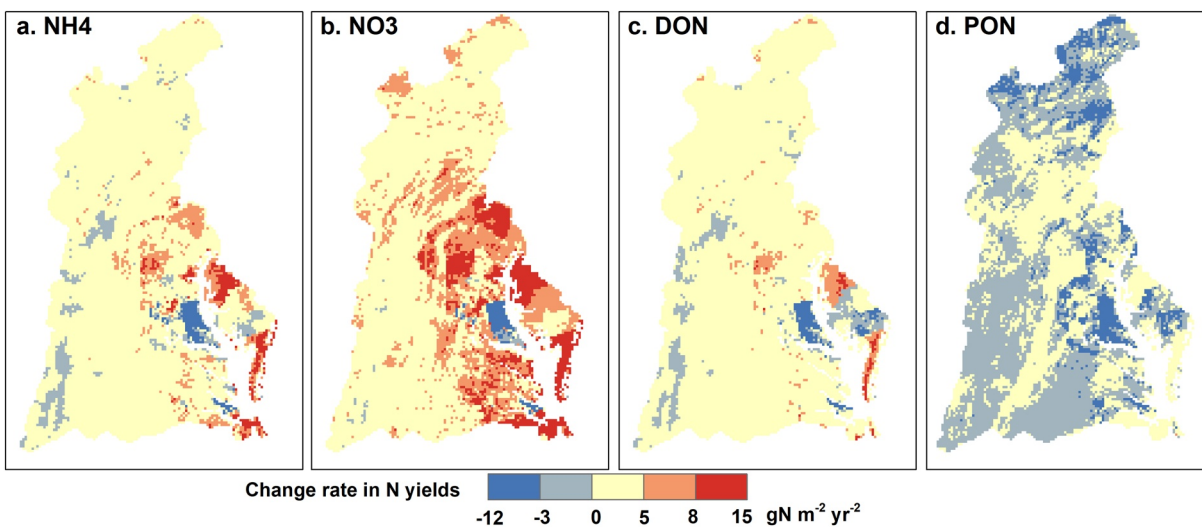 a. NH4
b. NO3
c. DON
d. PON
Change rate in N yields
-12 -3 0 5 8 15 gN m⁻² yr⁻²